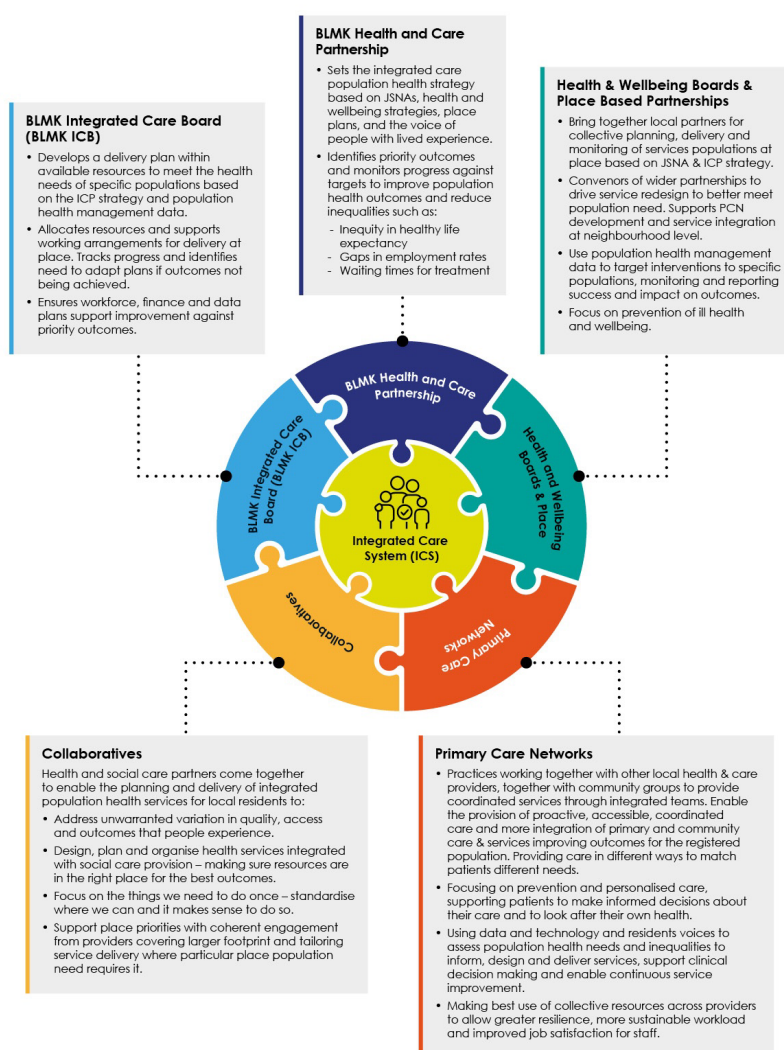 BLMK Health and Care
Partnership
• Sets the integrated care
population health strategy
based on JSNAs, health and
wellbeing strategies, place
plans, and the voice of
people with lived experience.
• Identifies priority outcomes
and monitors progress against
targets to improve population
health outcomes and reduce
inequalities such as:
- Inequity in healthy life
expectancy
- Gaps in employment rates
- Waiting times for treatment
BLMK Integrated Care Board
(BLMK ICB)
• Develops a delivery plan within
available resources to meet the health
needs of specific populations based
on the ICP strategy and population
health management data.
• Allocates resources and supports
working arrangements for delivery at
place. Tracks progress and identifies
need to adapt plans if outcomes not
being achieved.
• Ensures workforce, finance and data
plans support improvement against
priority outcomes.
Health & Wellbeing Boards &
Place Based Partnerships
• Bring together local partners for
collective planning, delivery and
monitoring of services populations at
place based on JSNA & ICP strategy.
• Convenors of wider partnerships to
drive service redesign to better meet
population need. Supports PCN
development and service integration
at neighbourhood level.
• Use population health management
data to target interventions to specific
populations, monitoring and reporting
success and impact on outcomes.
• Focus on prevention of ill health
and wellbeing.
BLMK Health and Care
Partnership
BLMK Integrated Care
Board (BLMK ICB)
Health and Wellbeing
Boards & Place
Integrated Care
System (ICS)
Collaboratives
Primary Care
Networks
Collaboratives
Health and social care partners come together
to enable the planning and delivery of integrated
population health services for local residents to:
• Address unwarranted variation in quality, access
and outcomes that people experience.
• Design, plan and organise health services integrated
with social care provision – making sure resources are
in the right place for the best outcomes.
• Focus on the things we need to do once – standardise
where we can and it makes sense to do so.
• Support place priorities with coherent engagement
from providers covering larger footprint and tailoring
service delivery where particular place population
need requires it.
Primary Care Networks
• Practices working together with other local health & care
providers, together with community groups to provide
coordinated services through integrated teams. Enable
the provision of proactive, accessible, coordinated
care and more integration of primary and community
care & services improving outcomes for the registered
population. Providing care in different ways to match
patients different needs.
• Focusing on prevention and personalised care,
supporting patients to make informed decisions about
their care and to look after their own health.
• Using data and technology and residents voices to
assess population health needs and inequalities to
inform, design and deliver services, support clinical
decision making and enable continuous service
improvement.
• Making best use of collective resources across providers
to allow greater resilience, more sustainable workload
and improved job satisfaction for staff.